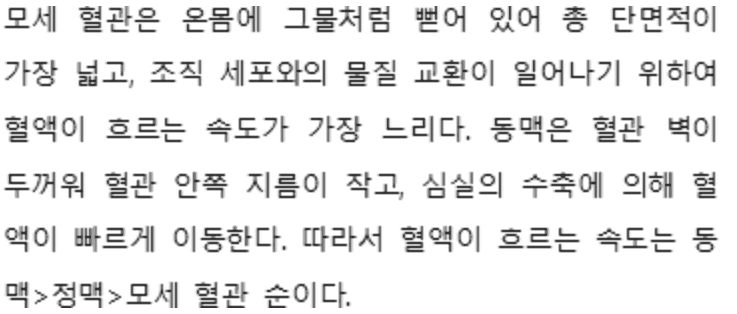 모세 혈관은 온몸에 그물처럼 뻗어 있어 총 단면적이
가장 넓고, 조직 세포와의 물질 교환이 일어나기 위하여
혈액이 흐르는 속도가 가장 느리다. 동맥은 혈관 벽이
두꺼워 혈관 안쪽 지름이 작고, 심실의 수축에 의해 혈
액이 빠르게 이동한다. 따라서 혈액이 흐르는 속도는 동
맥>정맥>모세 혈관 순이다.